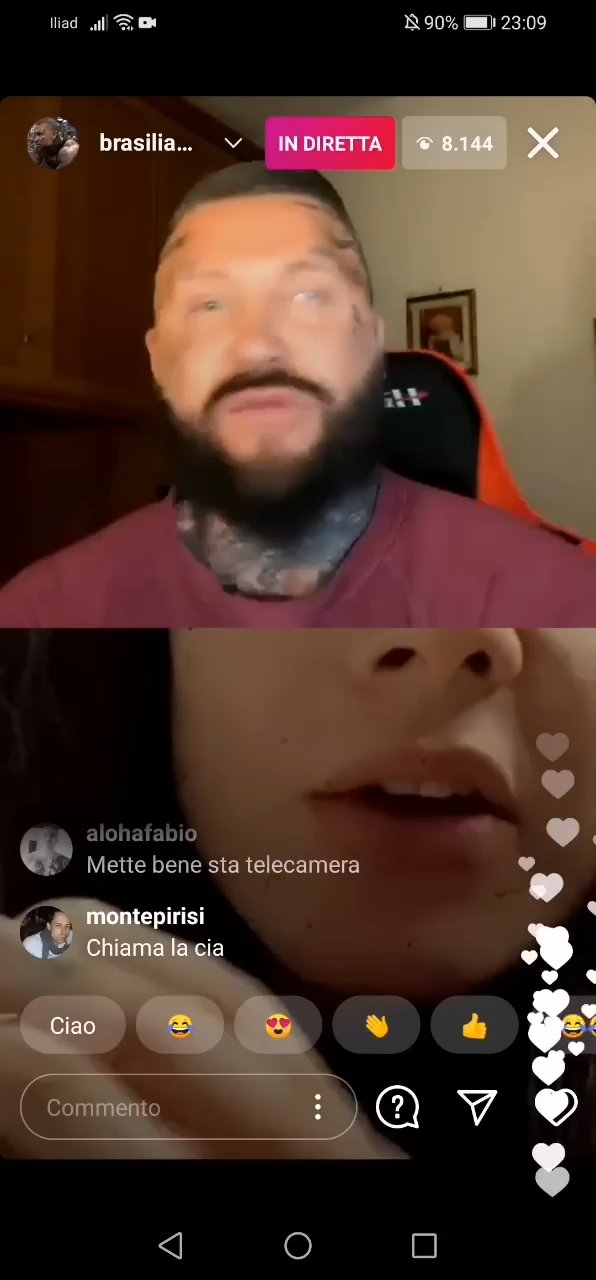 Iliad
90%
23:09
brasilia...
IN DIRETTA
8.144
alohafabio
Mette bene sta telecamera
montepirisi
Chiama la cia
Ciao
Commento